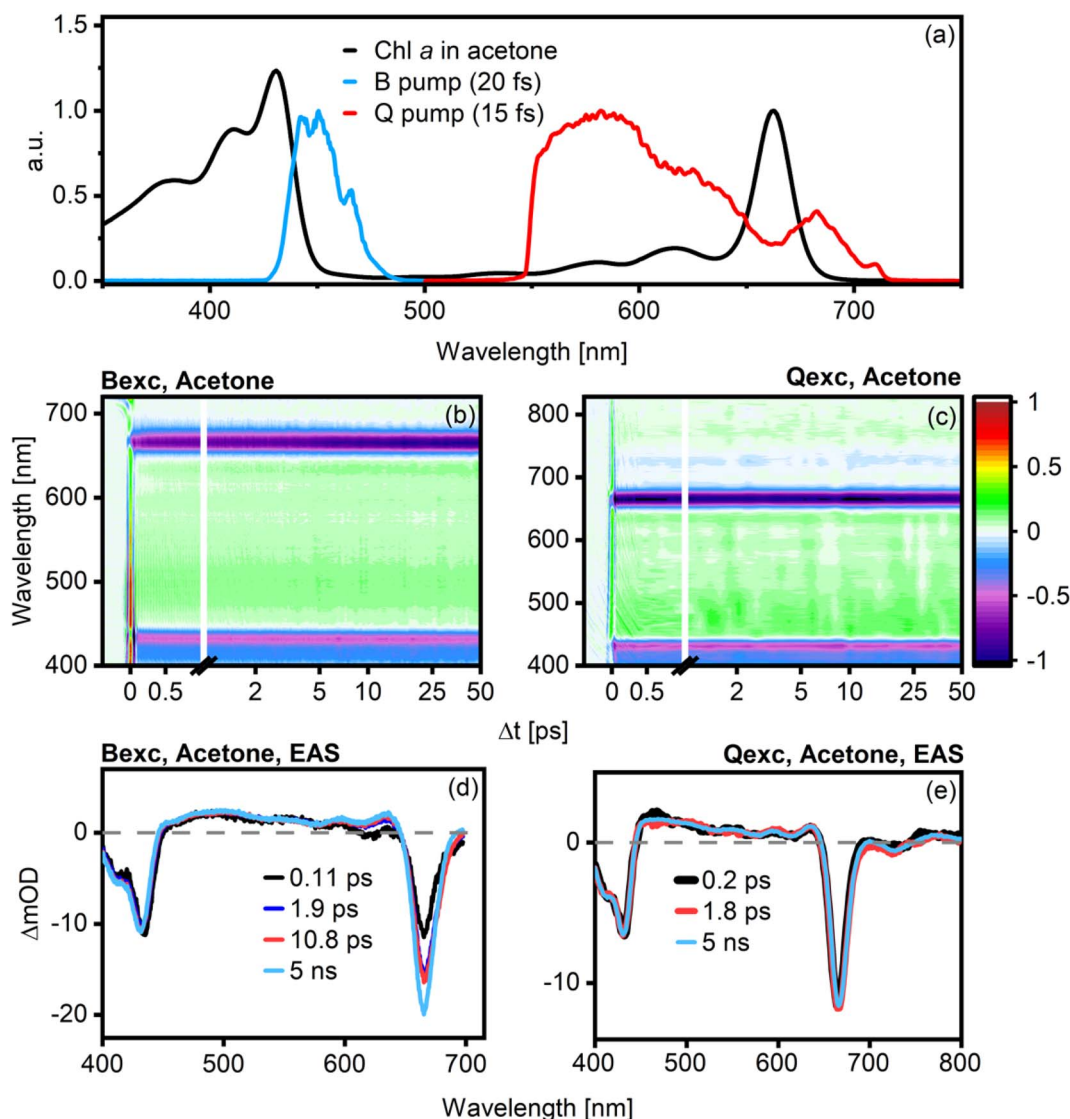 (a)
1.5
1.0
0.5
0.0
a.u.
Chl a in acetone
B pump (20 fs)
Q pump (15 fs)
400 500 600 700
Wavelength [nm]
Bexc, Acetone
Qexc, Acetone
(b)
700
600
500
400
Wavelength [nm]
0 0.5 2 5 10 25 50
(c)
800
700
600
500
400
0 0.5 2 5 10 25 50
1
0.5
0
-0.5
-1
Δt [ps]
Bexc, Acetone, EAS
Qexc, Acetone, EAS
(d)
0
-10
-20
ΔmOD
0.11 ps
1.9 ps
10.8 ps
5 ns
400 500 600 700
Wavelength [nm]
(e)
0
-10
0.2 ps
1.8 ps
5 ns
400 500 600 700 800
Wavelength [nm]